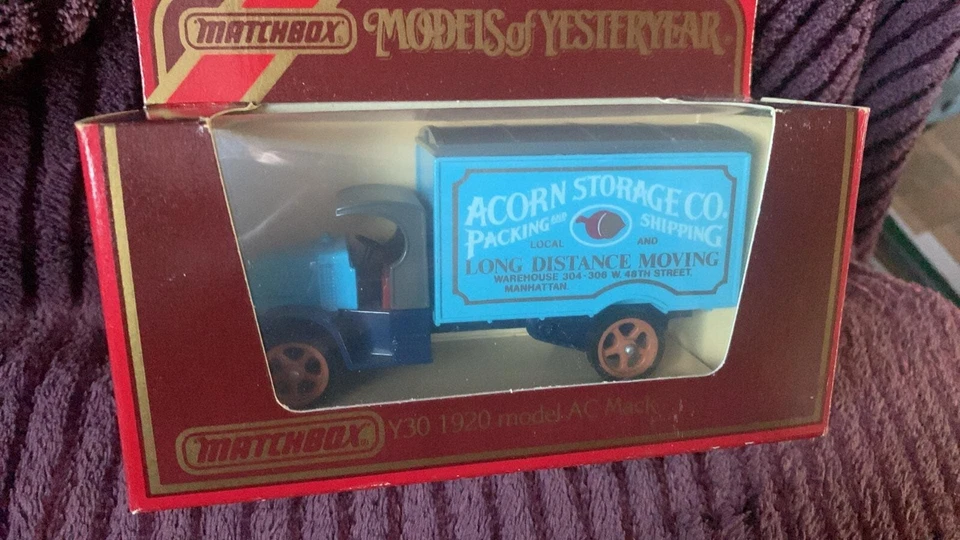 MATCHBOX MODELS of YESTERYEAR
ACORN STORAGE CO.
PACKING AND SHIPPING
LOCAL AND
LONG DISTANCE MOVING
WAREHOUSE 304-306 W. 48TH STREET.
MANHATTAN.
MATCHBOX Y30 1920 model AC Mack